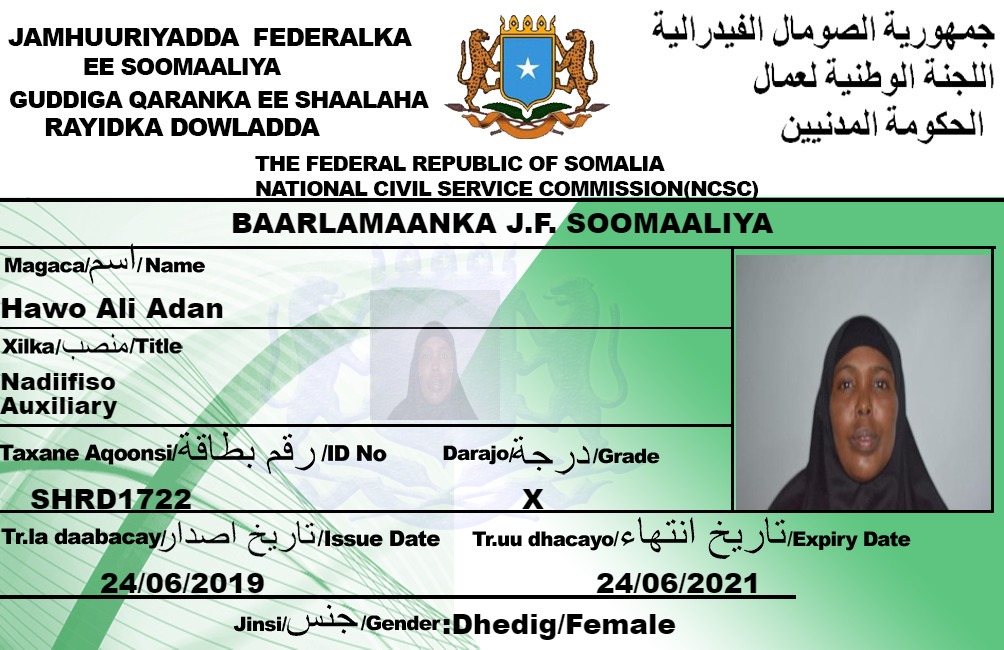 JAMHUURIYADDA FEDERALKA
EE SOOMAALIYA
GUDDIGA QARANKA EE SHAALAHA
RAYIDKA DOWLADDA
جمهورية الصومال الفيدرالية
اللجنة الوطنية لعمال
الحكومة المدنيين
THE FEDERAL REPUBLIC OF SOMALIA
NATIONAL CIVIL SERVICE COMMISSION(NCSC)
BAARLAMAANKA J.F. SOOMAALIYA
Magaca/اسم/Name
Hawo Ali Adan
Xilka/منصب/Title
Nadiifiso
Auxiliary
Taxane Aqoonsi/رقم بطاقة/ID No
Darajo/درجة/Grade
SHRD1722
X
Tr.la daabacay/تاريخ اصدار/Issue Date
Tr.uu dhacayo/تاريخ انتهاء/Expiry Date
24/06/2019
24/06/2021
Jinsi/جنس/Gender:Dhedig/Female